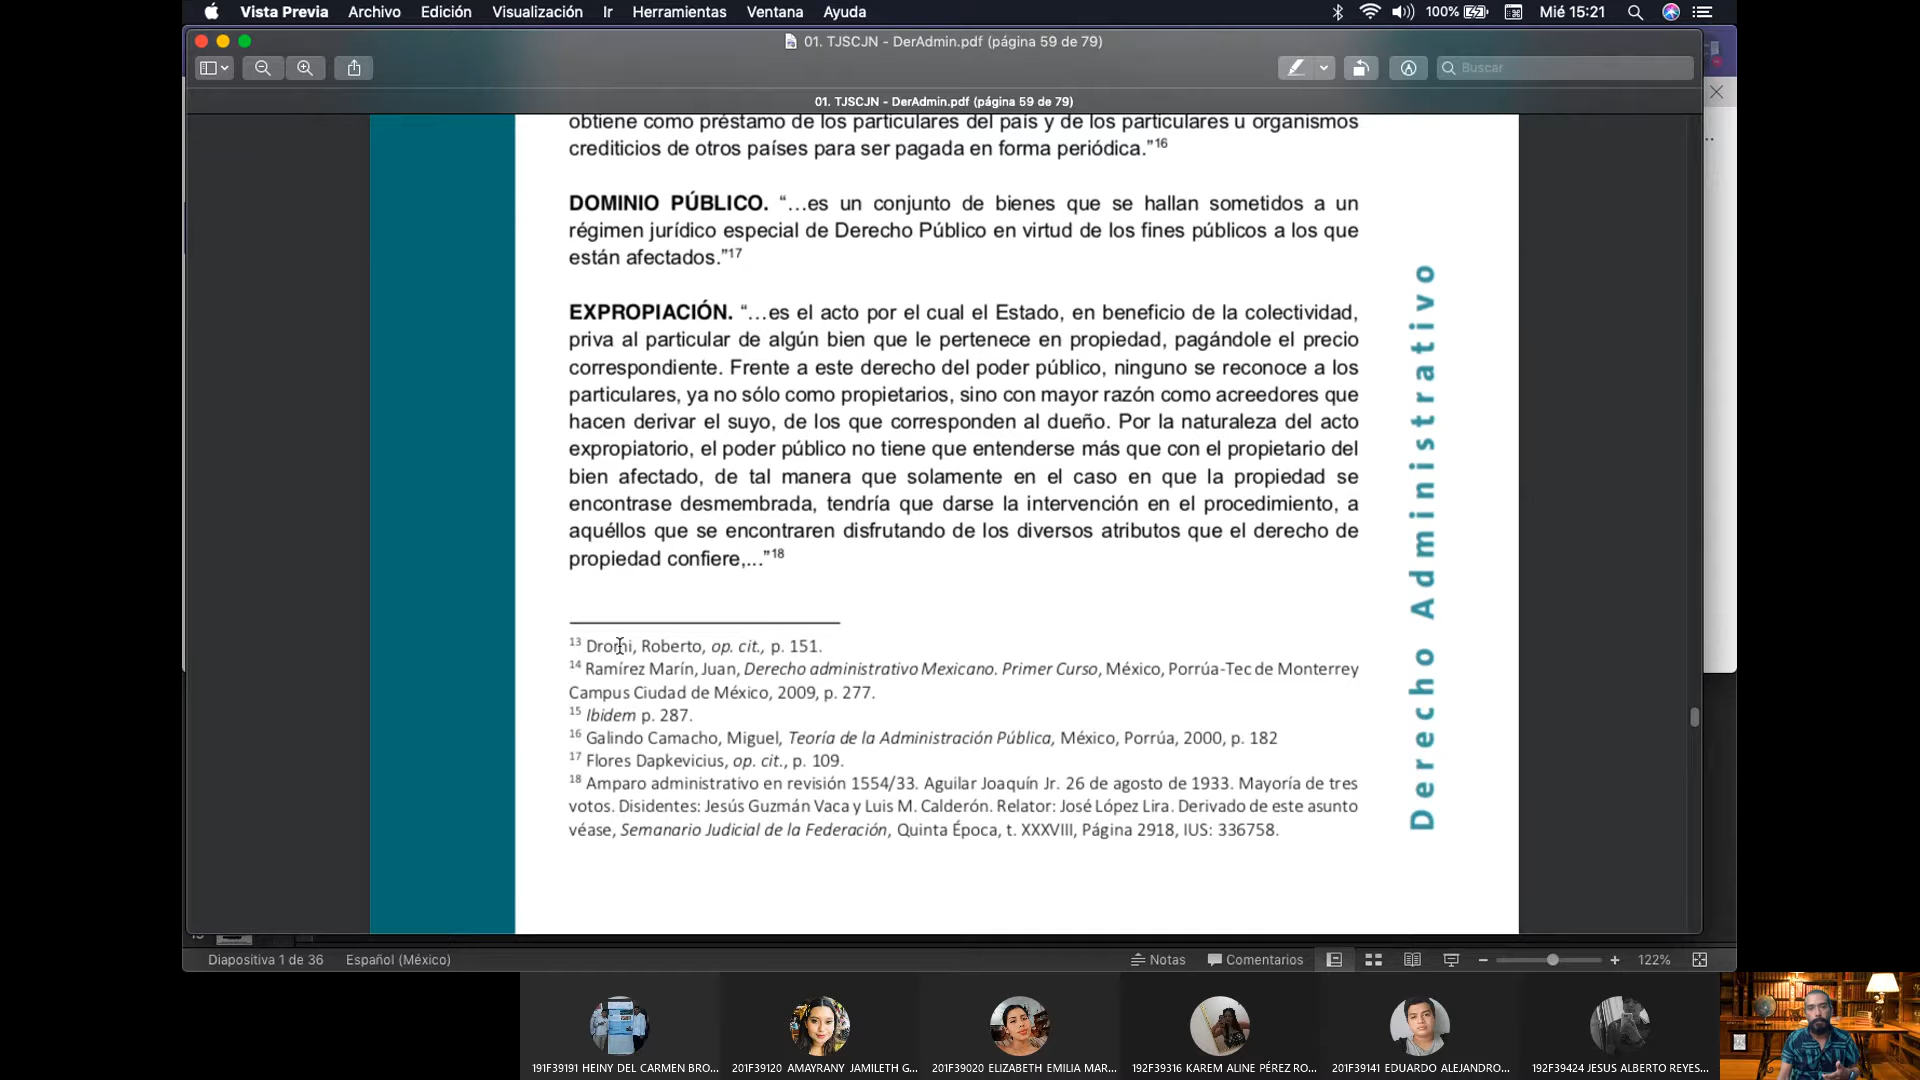 Vista Previa Archivo Edición Visualización Ir Herramientas Ventana Ayuda
100% Mié 15:21
01. TJSCJN - DerAdmin.pdf (página 59 de 79)
Buscar
01. TJSCJN - DerAdmin.pdf (página 59 de 79)
obtiene como préstamo de los particulares del país y de los particulares u organismos
crediticios de otros países para ser pagada en forma periódica.”16
DOMINIO PÚBLICO. “…es un conjunto de bienes que se hallan sometidos a un
régimen jurídico especial de Derecho Público en virtud de los fines públicos a los que
están afectados.”17
EXPROPIACIÓN. “…es el acto por el cual el Estado, en beneficio de la colectividad,
priva al particular de algún bien que le pertenece en propiedad, pagándole el precio
correspondiente. Frente a este derecho del poder público, ninguno se reconoce a los
particulares, ya no sólo como propietarios, sino con mayor razón como acreedores que
hacen derivar el suyo, de los que corresponden al dueño. Por la naturaleza del acto
expropiatorio, el poder público no tiene que entenderse más que con el propietario del
bien afectado, de tal manera que solamente en el caso en que la propiedad se
encontrase desmembrada, tendría que darse la intervención en el procedimiento, a
aquéllos que se encontraren disfrutando de los diversos atributos que el derecho de
propiedad confiere,...”18
Derecho Administrativo
13 Dromi, Roberto, op. cit., p. 151.
14 Ramírez Marín, Juan, Derecho administrativo Mexicano. Primer Curso, México, Porrúa-Tec de Monterrey
Campus Ciudad de México, 2009, p. 277.
15 Ibidem p. 287.
16 Galindo Camacho, Miguel, Teoría de la Administración Pública, México, Porrúa, 2000, p. 182
17 Flores Dapkevicius, op. cit., p. 109.
18 Amparo administrativo en revisión 1554/33. Aguilar Joaquín Jr. 26 de agosto de 1933. Mayoría de tres
votos. Disidentes: Jesús Guzmán Vaca y Luis M. Calderón. Relator: José López Lira. Derivado de este asunto
véase, Semanario Judicial de la Federación, Quinta Época, t. XXXVIII, Página 2918, IUS: 336758.
Diapositiva 1 de 36 Español (México) Notas Comentarios 122%
191F39191 HEINY DEL CARMEN BRO... 201F39120 AMAYRANY JAMILETH G... 201F39020 ELIZABETH EMILIA MAR... 192F39316 KAREM ALINE PÉREZ RO... 201F39141 EDUARDO ALEJANDRO... 192F39424 JESUS ALBERTO REYES...